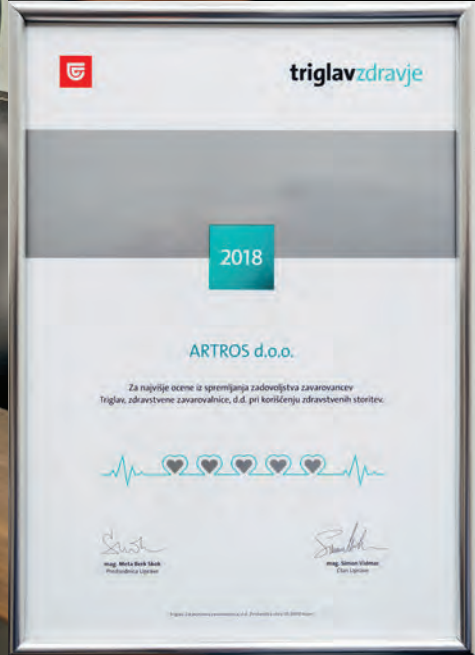 triglavzdravje
2018
ARTROS d.o.o.
Za najvišje ocene iz spremljanja zadovoljstva zavarovancev
Triglav, zdravstvene zavarovalnice, d.d. pri koriščenju zdravstvenih storitev.
mag. Meta Berk Skok mag. Simon Vidmar
Predsednica Uprave Član Uprave